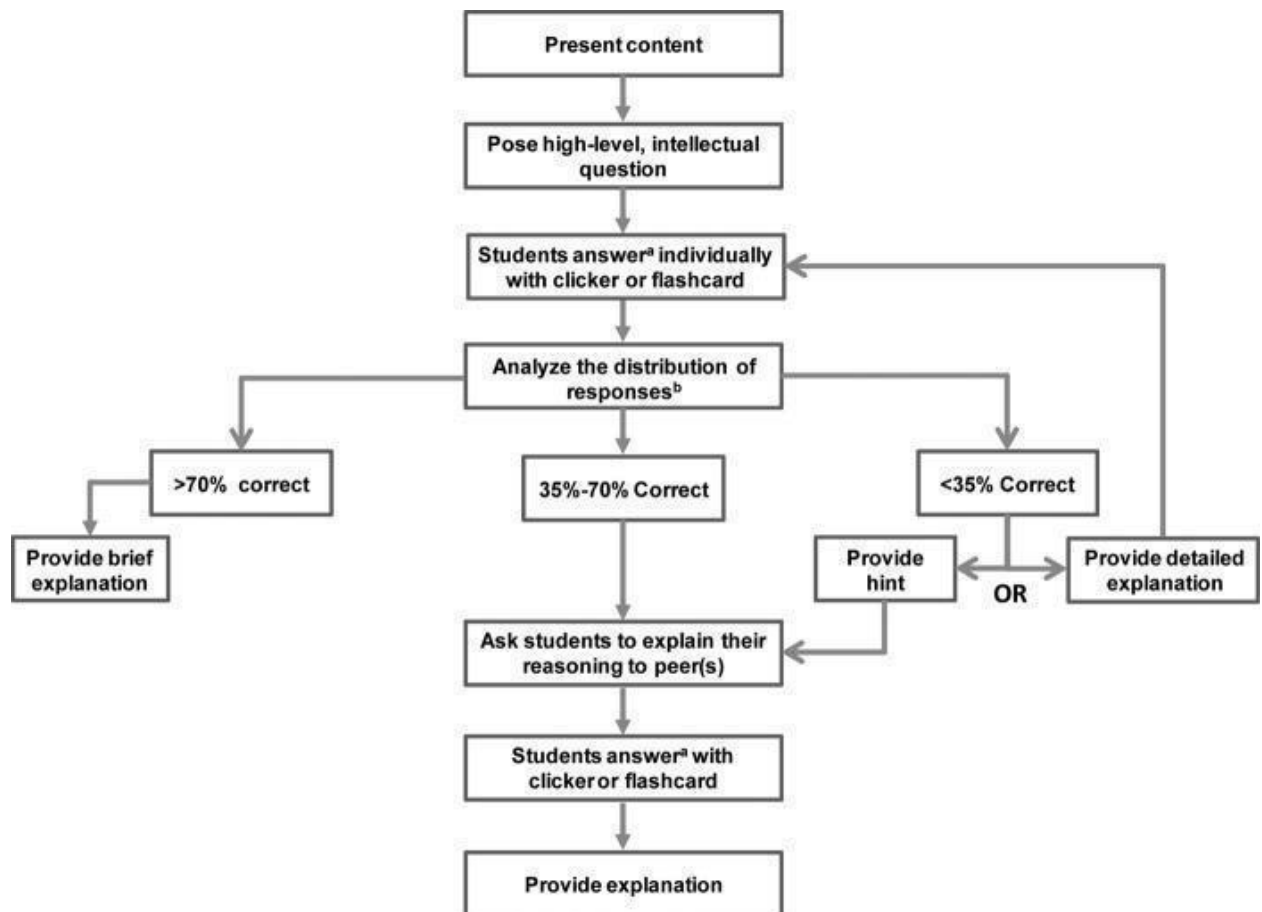 Present content
Pose high-level, intellectual
question
Students answerᵃ individually
with clicker or flashcard
Analyze the distribution of
responsesᵇ
>70% correct
35%-70% Correct
<35% Correct
Provide brief
explanation
Provide
hint
OR
Provide detailed
explanation
Ask students to explain their
reasoning to peer(s)
Students answerᵃ with
clicker or flashcard
Provide explanation